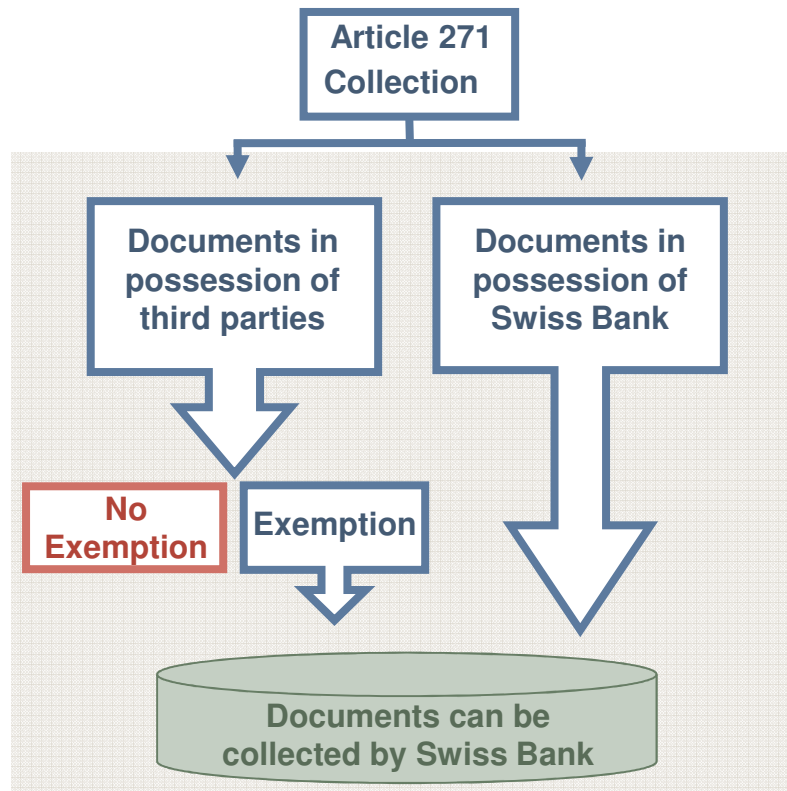 Article 271
Collection
Documents in
possession of
third parties
Documents in
possession of
Swiss Bank
No
Exemption
Exemption
Documents can be
collected by Swiss Bank